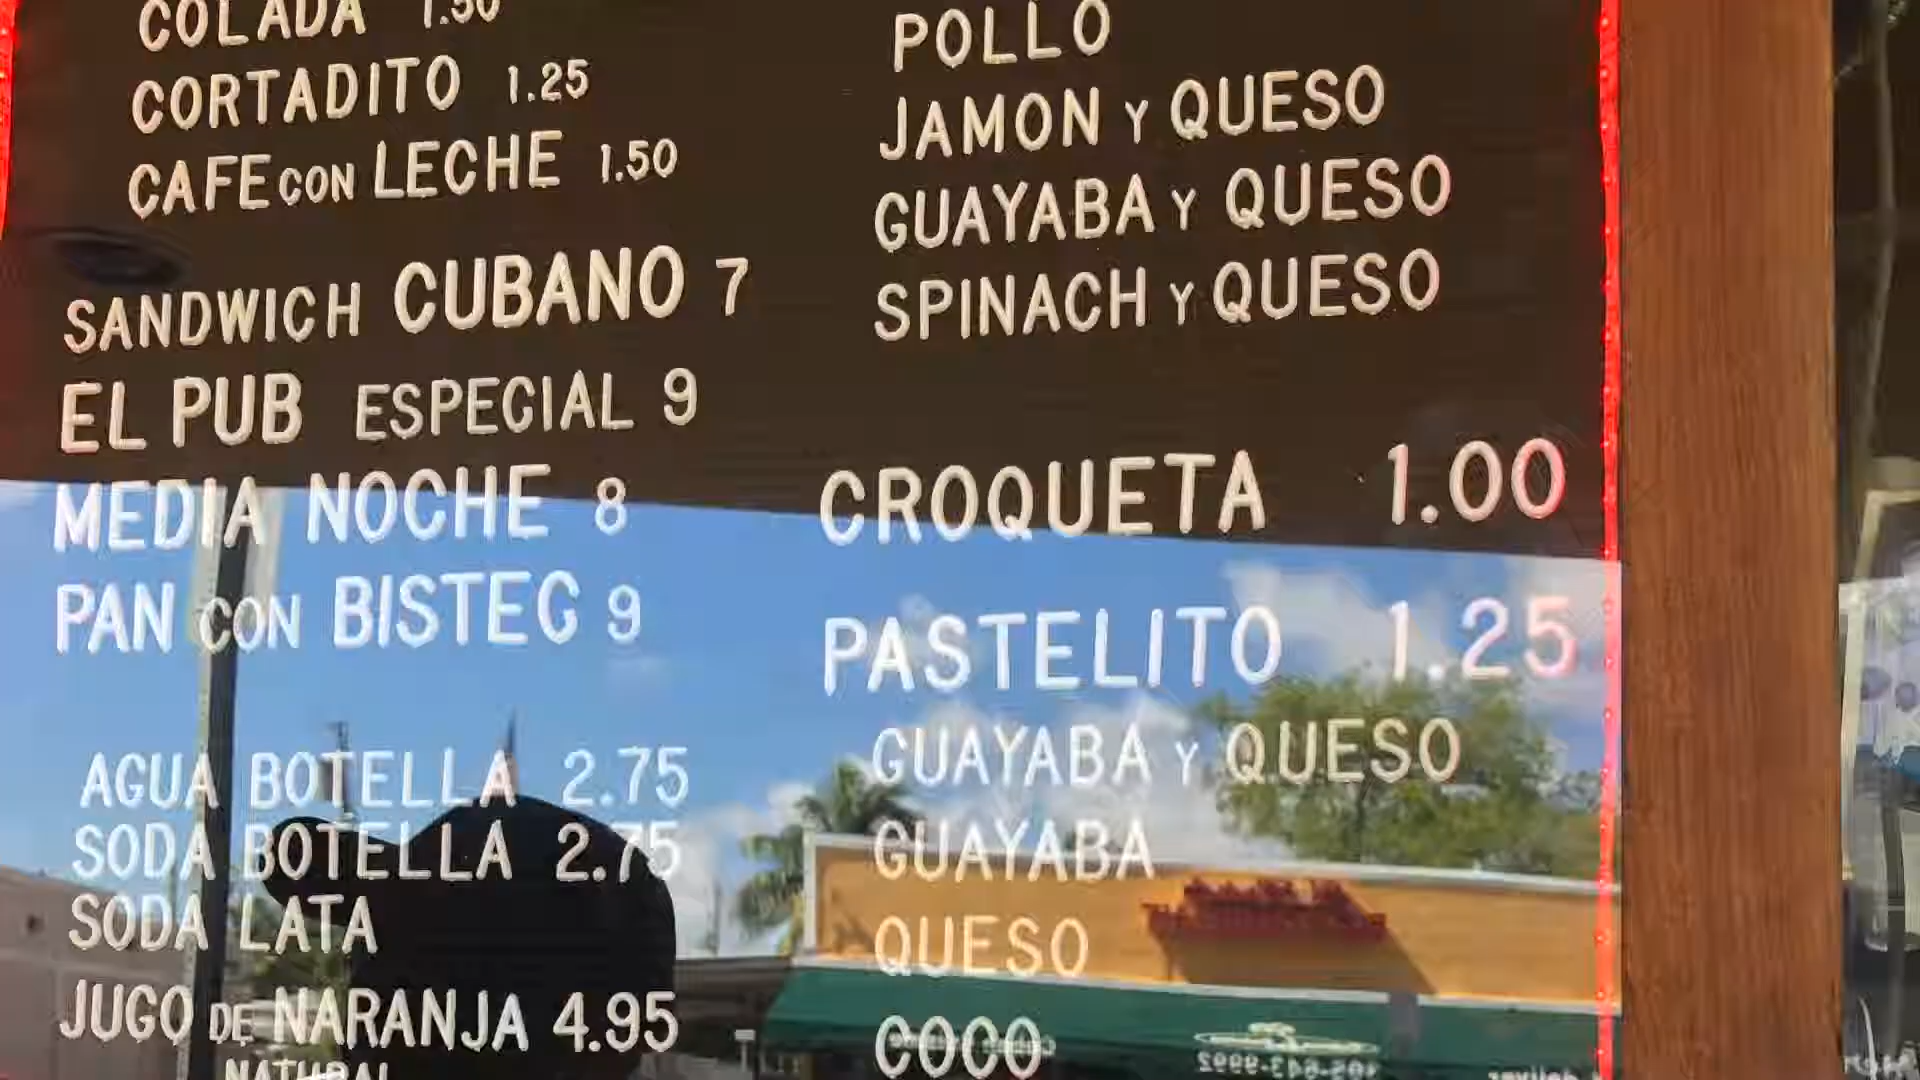 COLADA 1.50
CORTADITO 1.25
CAFE CON LECHE 1.50
SANDWICH CUBANO 7
EL PUB ESPECIAL 9
MEDIA NOCHE 8
PAN CON BISTEC 9
AGUA BOTELLA 2.75
SODA BOTELLA 2.75
SODA LATA
JUGO DE NARANJA 4.95
NATURAL
POLLO
JAMON Y QUESO
GUAYABA Y QUESO
SPINACH Y QUESO
CROQUETA 1.00
PASTELITO 1.25
GUAYABA Y QUESO
GUAYABA
QUESO
COCO
305-643-9992